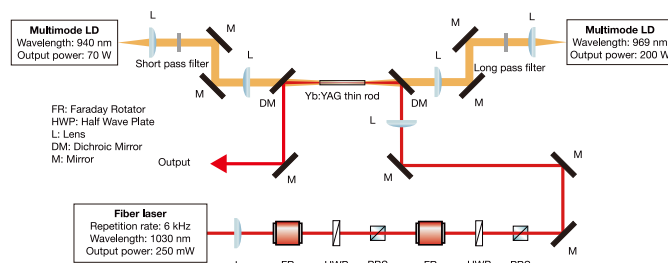 L
M
M
L
Multimode LD
Wavelength: 940 nm
Output power: 70 W
Multimode LD
Wavelength: 969 nm
Output power: 200 W
Short pass filter
L
L
Long pass filter
M
DM
Yb:YAG thin rod
DM
M
FR: Faraday Rotator
HWP: Half Wave Plate
L: Lens
DM: Dichroic Mirror
M: Mirror
L
Output
M
M
M
Fiber laser
Repetition rate: 6 kHz
Wavelength: 1030 nm
Output power: 250 mW
M